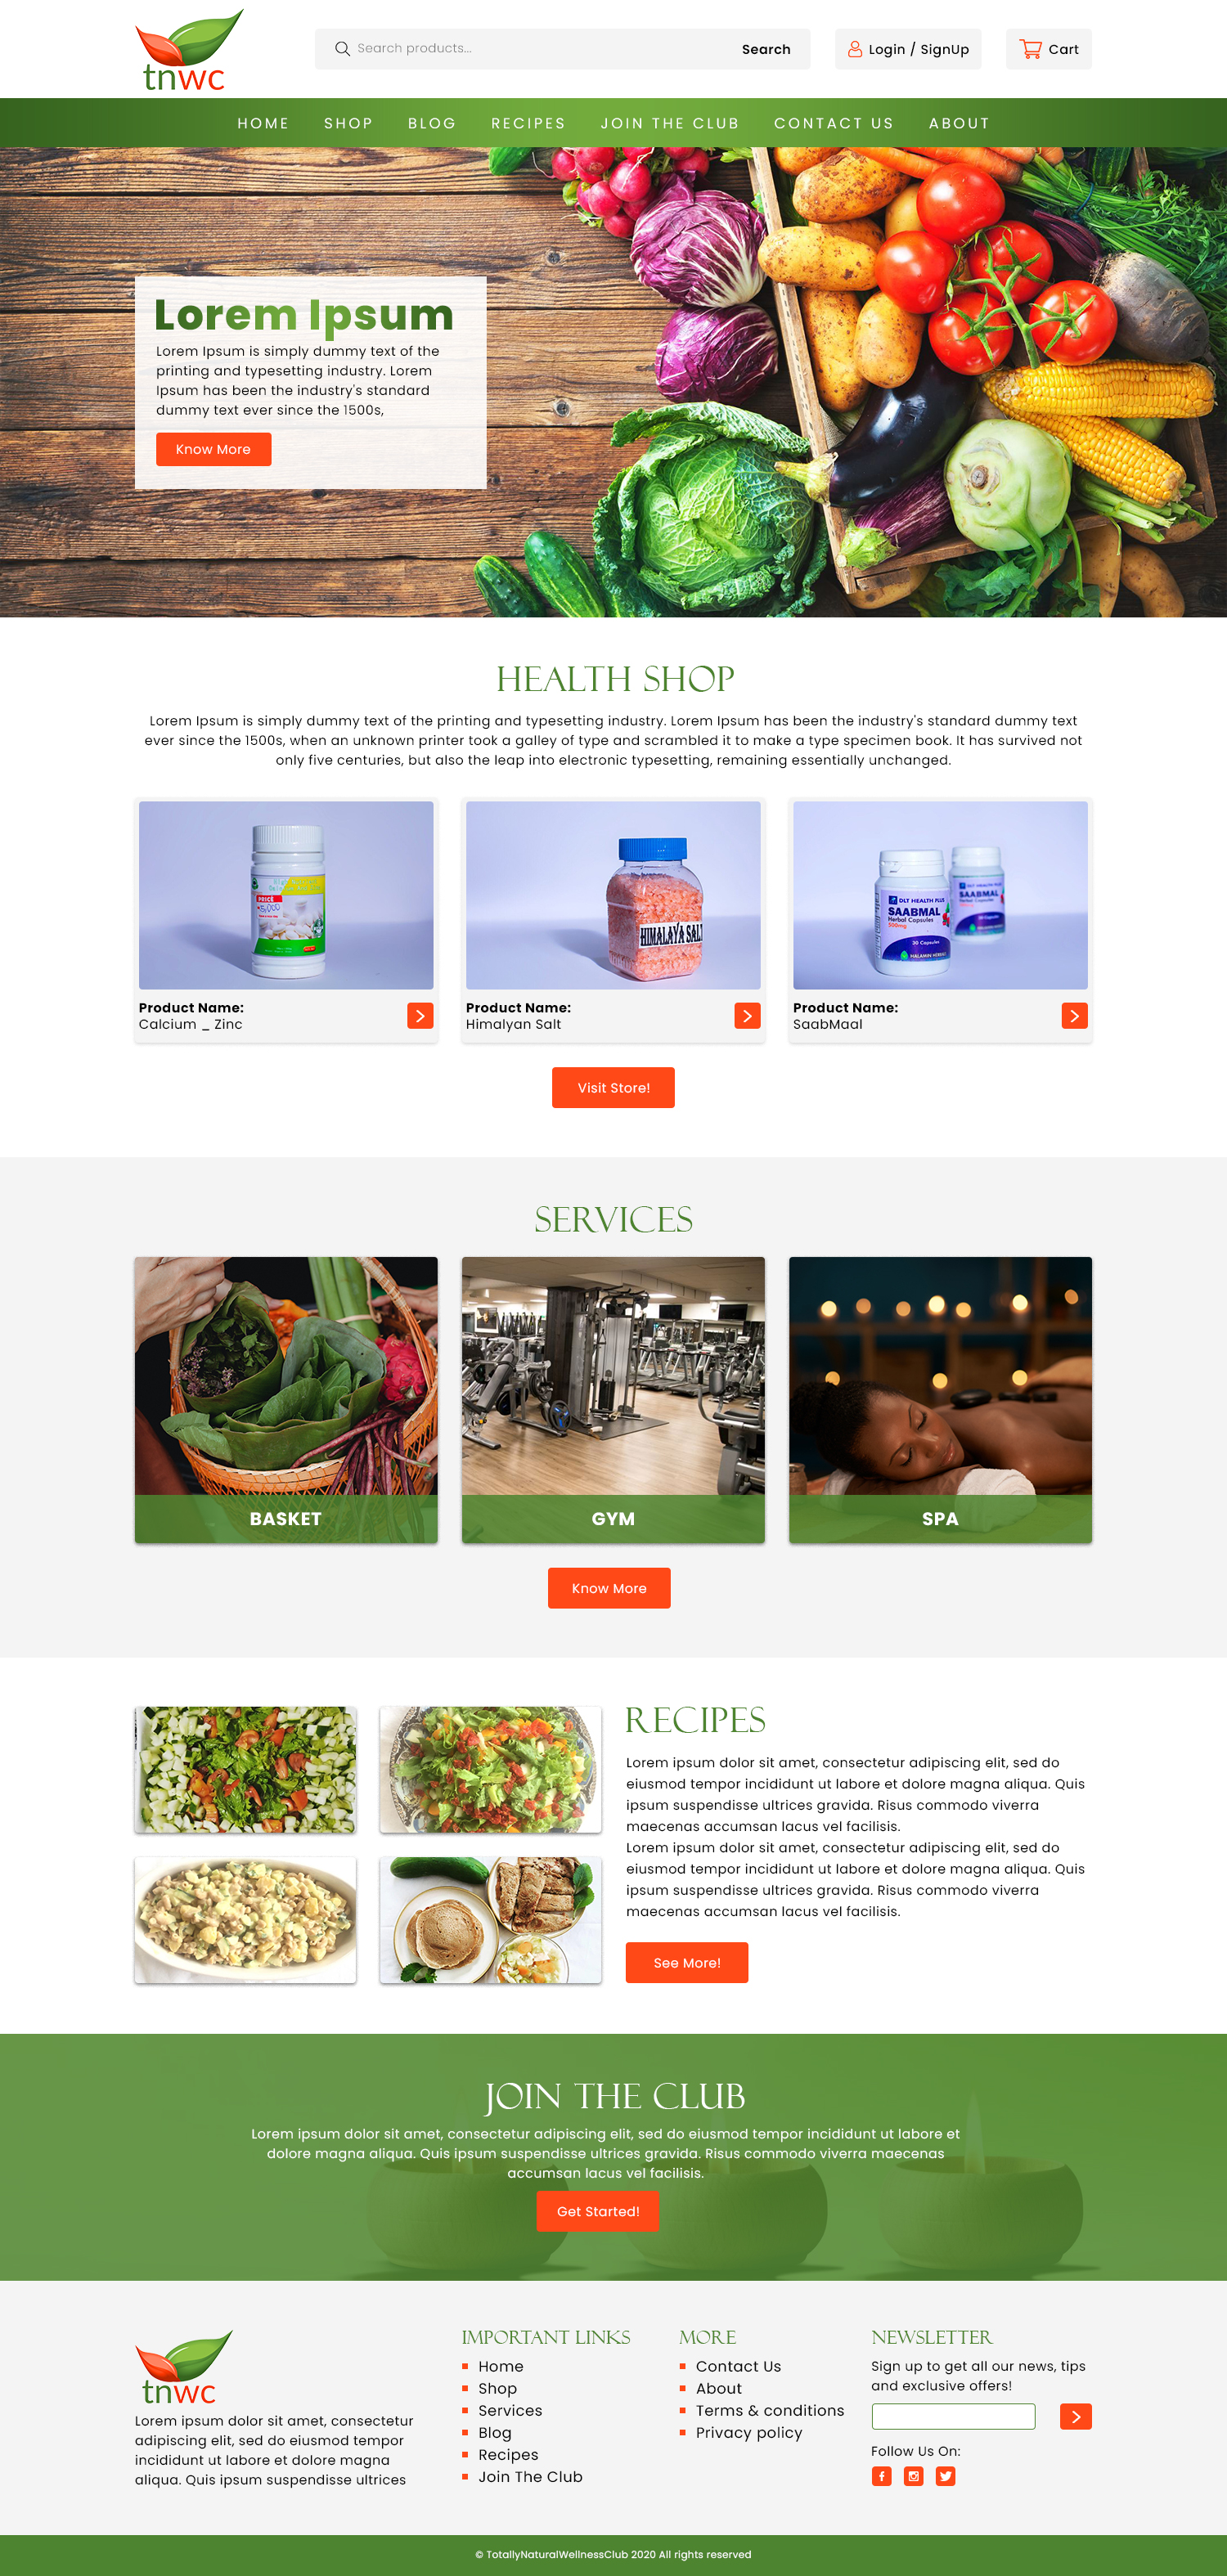 tnwc
Search products...
Search
Login / SignUp
Cart
HOME SHOP BLOG RECIPES JOIN THE CLUB CONTACT US ABOUT
Lorem Ipsum
Lorem Ipsum is simply dummy text of the
printing and typesetting industry. Lorem
Ipsum has been the industry's standard
dummy text ever since the 1500s,
Know More
HEALTH SHOP
Lorem Ipsum is simply dummy text of the printing and typesetting industry. Lorem Ipsum has been the industry's standard dummy text
ever since the 1500s, when an unknown printer took a galley of type and scrambled it to make a type specimen book. It has survived not
only five centuries, but also the leap into electronic typesetting, remaining essentially unchanged.
PRICE
HIMALAYA SALT
DLT HEALTH PLUS
SAABMAL
Herbal Capsules
500mg
30 Capsules
DLT HEALTH PLUS
SAABMAL
Product Name:
Calcium _ Zinc
Product Name:
Himalyan Salt
Product Name:
SaabMaal
Visit Store!
SERVICES
BASKET
GYM
SPA
Know More
RECIPES
Lorem ipsum dolor sit amet, consectetur adipiscing elit, sed do
eiusmod tempor incididunt ut labore et dolore magna aliqua. Quis
ipsum suspendisse ultrices gravida. Risus commodo viverra
maecenas accumsan lacus vel facilisis.
Lorem ipsum dolor sit amet, consectetur adipiscing elit, sed do
eiusmod tempor incididunt ut labore et dolore magna aliqua. Quis
ipsum suspendisse ultrices gravida. Risus commodo viverra
maecenas accumsan lacus vel facilisis.
See More!
JOIN THE CLUB
Lorem ipsum dolor sit amet, consectetur adipiscing elit, sed do eiusmod tempor incididunt ut labore et
dolore magna aliqua. Quis ipsum suspendisse ultrices gravida. Risus commodo viverra maecenas
accumsan lacus vel facilisis.
Get Started!
tnwc
Lorem ipsum dolor sit amet, consectetur
adipiscing elit, sed do eiusmod tempor
incididunt ut labore et dolore magna
aliqua. Quis ipsum suspendisse ultrices
IMPORTANT LINKS
Home
Shop
Services
Blog
Recipes
Join The Club
MORE
Contact Us
About
Terms & conditions
Privacy policy
NEWSLETTER
Sign up to get all our news, tips
and exclusive offers!
Follow Us On:
© TotallyNaturalWellnessClub 2020 All rights reserved